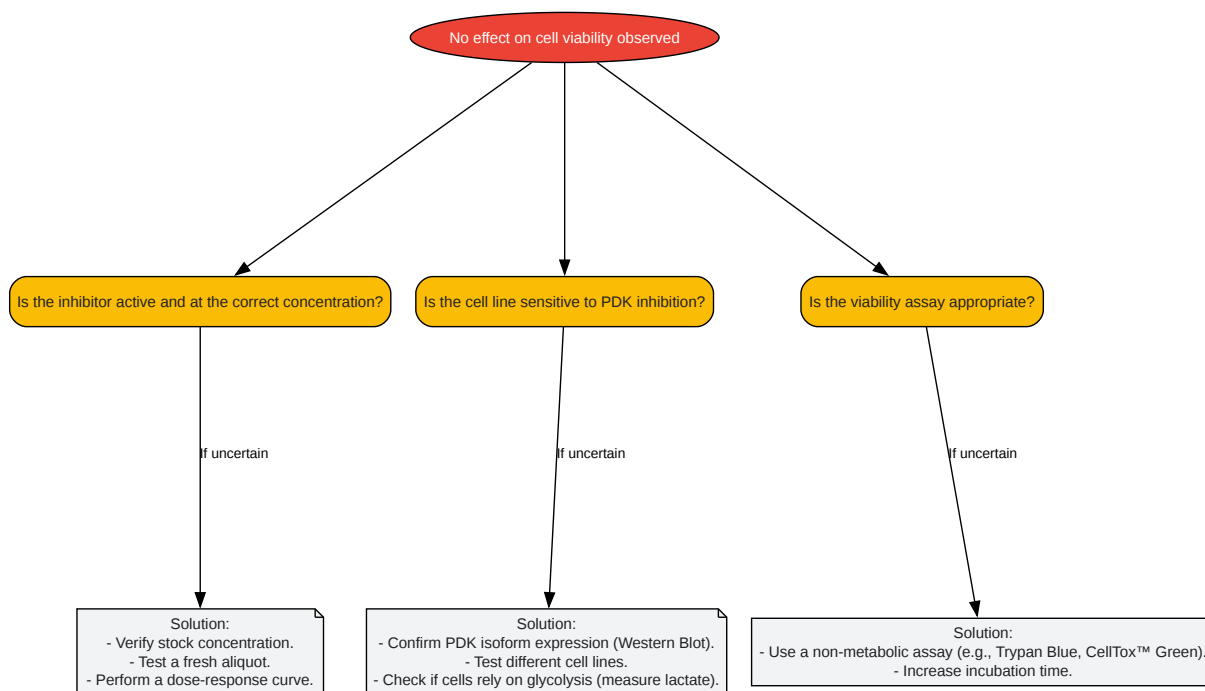 No effect on cell viability observed
Is the inhibitor active and at the correct concentration?
Is the cell line sensitive to PDK inhibition?
Is the viability assay appropriate?
If uncertain
If uncertain
If uncertain
Solution:
- Verify stock concentration.
- Test a fresh aliquot.
- Perform a dose-response curve.
Solution:
- Confirm PDK isoform expression (Western Blot).
- Test different cell lines.
- Check if cells rely on glycolysis (measure lactate).
Solution:
- Use a non-metabolic assay (e.g., Trypan Blue, CellTox™ Green).
- Increase incubation time.